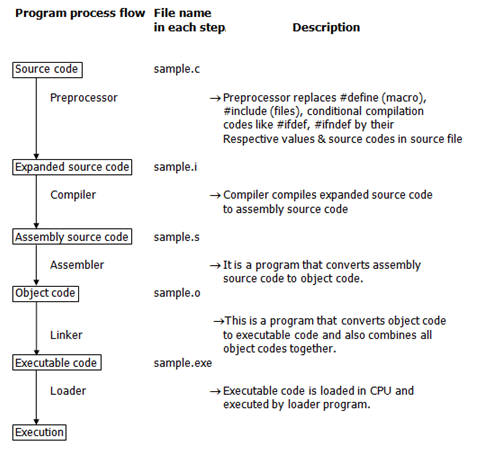 Program process flow File name in each step. Description
Source code sample.c
Preprocessor → Preprocessor replaces #define (macro),
#include (files), conditional compilation
codes like #ifdef, #ifndef by their
Respective values & source codes in source file
Expanded source code sample.i
Compiler → Compiler compiles expanded source code
to assembly source code
Assembly source code sample.s
Assembler → It is a program that converts assembly
source code to object code.
Object code sample.o
→This is a program that converts object code
Linker to executable code and also combines all
object codes together.
Executable code sample.exe
Loader → Executable code is loaded in CPU and
executed by loader program.
Execution